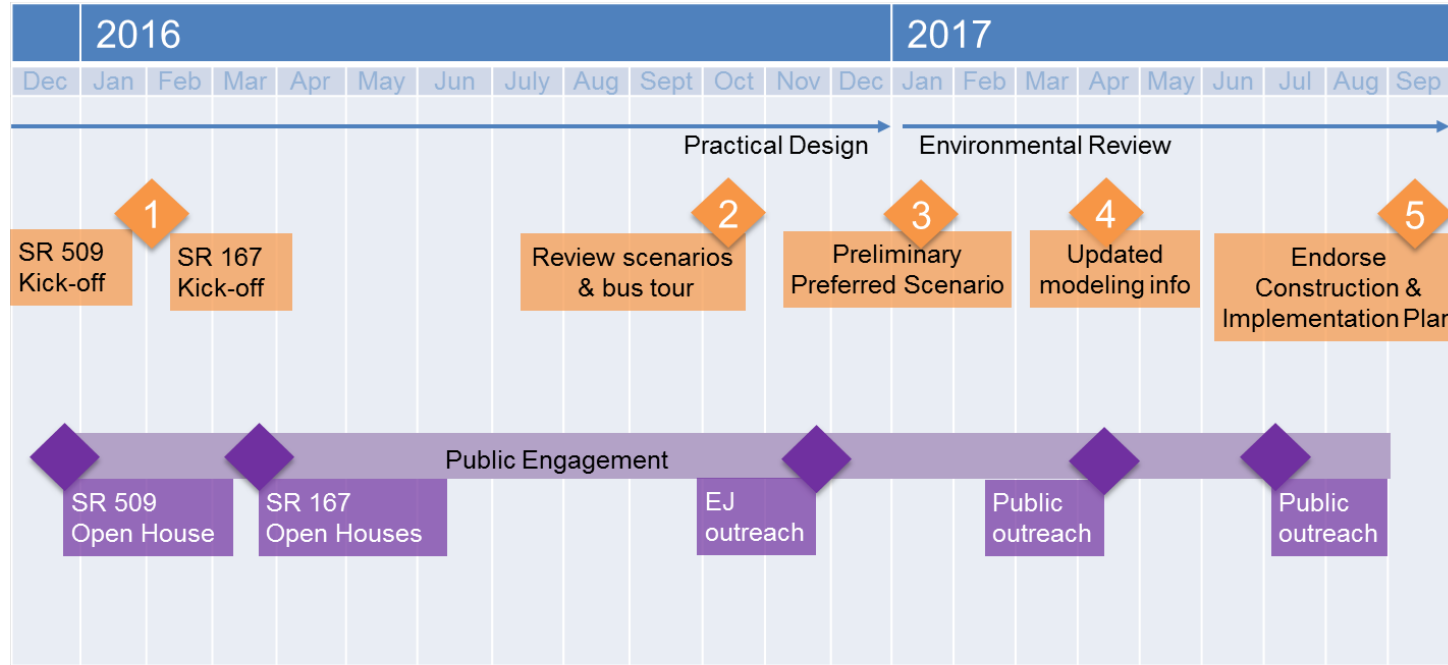 2016 2017
Dec Jan Feb Mar Apr May Jun July Aug Sept Oct Nov Dec Jan Feb Mar Apr May Jun Jul Aug Sep
Practical Design
Environmental Review
1
SR 509
Kick-off
SR 167
Kick-off
2
Review scenarios
& bus tour
3
Preliminary
Preferred Scenario
4
Updated
modeling info
5
Endorse
Construction &
Implementation Plan
Public Engagement
SR 509
Open House
SR 167
Open Houses
EJ
outreach
Public
outreach
Public
outreach